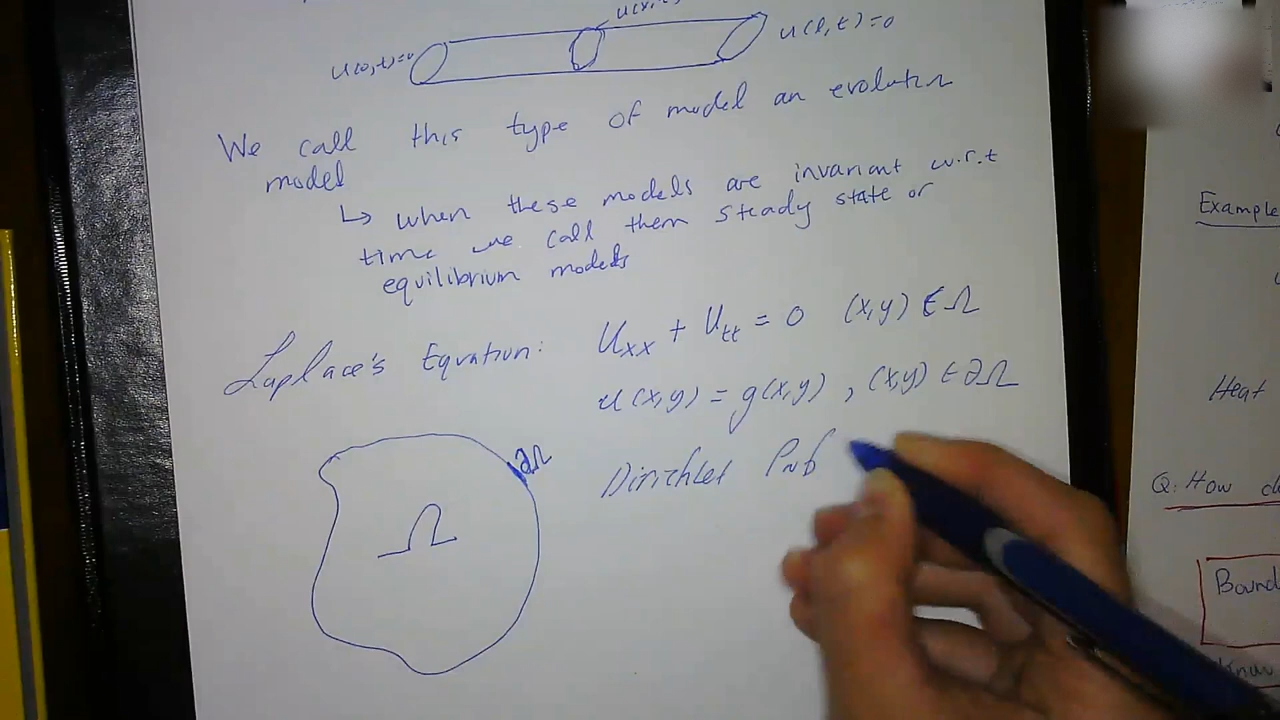 u(0,t)=0
u(l,t)=0
We call this type of model an evolution
model
↳ when these models are invariant w.r.t
time we call them steady state or
equilibrium models
Laplace's Equation: Uxx + Utt = 0 (x,y) ∈ Ω
u(x,y) = g(x,y), (x,y) ∈ ∂Ω
Dirichlet Prob
∂Ω
Ω
Example
Heat
Q: How
Bound